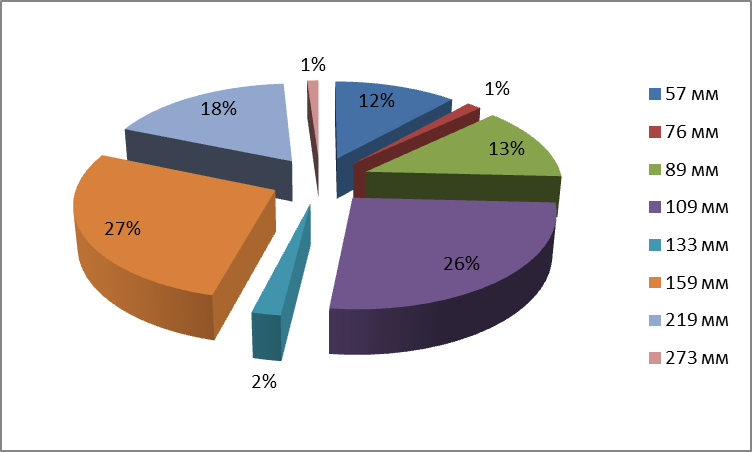 1%
12%
1%
18%
13%
27%
26%
2%
57 мм
76 мм
89 мм
109 мм
133 мм
159 мм
219 мм
273 мм